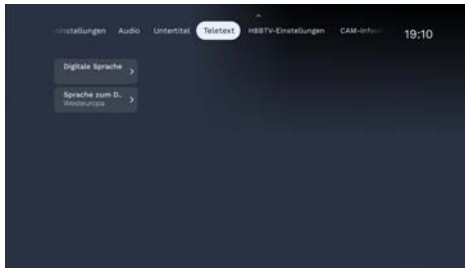 instellungen Audio Untertitel Teletext HBBTV-Einstellungen CAM-Infor 19:10
Digitale Sprache
Sprache zum D..
Westeuropa